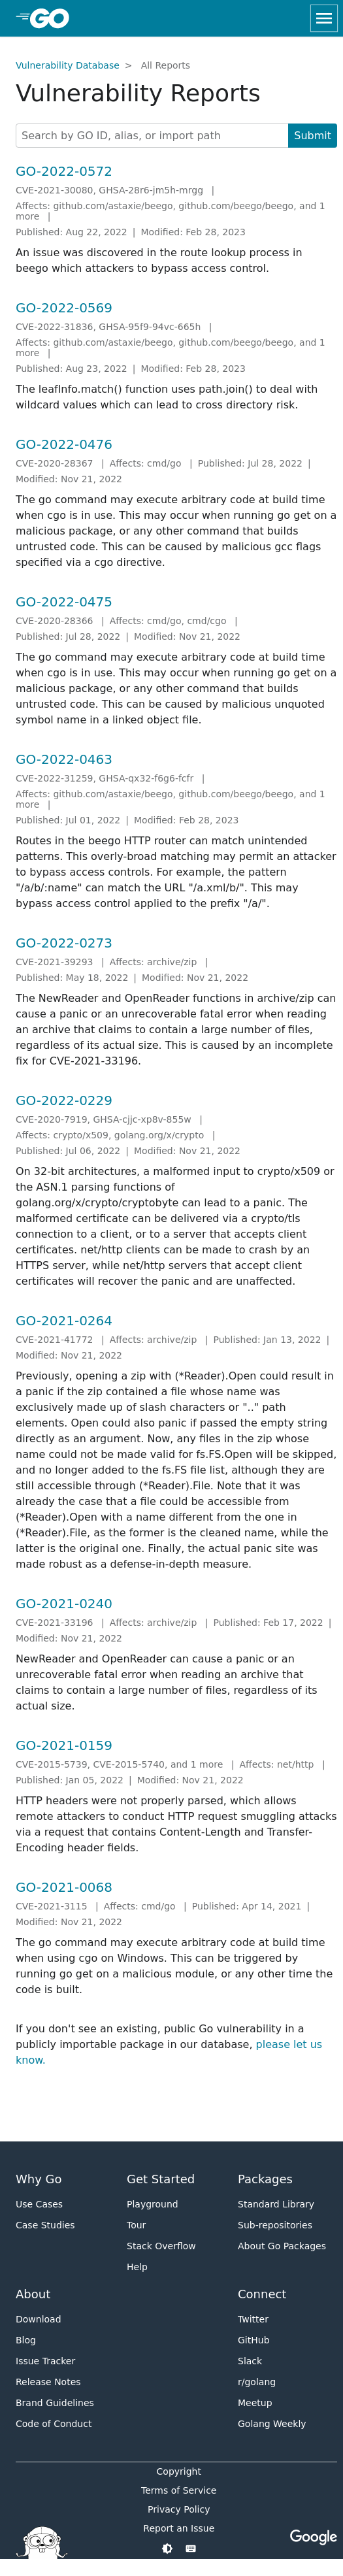 GO
Vulnerability Database > All Reports
Vulnerability Reports
Search by GO ID, alias, or import path Submit
GO-2022-0572
CVE-2021-30080, GHSA-28r6-jm5h-mrgg |
Affects: github.com/astaxie/beego, github.com/beego/beego, and 1
more |
Published: Aug 22, 2022 | Modified: Feb 28, 2023
An issue was discovered in the route lookup process in
beego which attackers to bypass access control.
GO-2022-0569
CVE-2022-31836, GHSA-95f9-94vc-665h |
Affects: github.com/astaxie/beego, github.com/beego/beego, and 1
more |
Published: Aug 23, 2022 | Modified: Feb 28, 2023
The leafInfo.match() function uses path.join() to deal with
wildcard values which can lead to cross directory risk.
GO-2022-0476
CVE-2020-28367 | Affects: cmd/go | Published: Jul 28, 2022 |
Modified: Nov 21, 2022
The go command may execute arbitrary code at build time
when cgo is in use. This may occur when running go get on a
malicious package, or any other command that builds
untrusted code. This can be caused by malicious gcc flags
specified via a cgo directive.
GO-2022-0475
CVE-2020-28366 | Affects: cmd/go, cmd/cgo |
Published: Jul 28, 2022 | Modified: Nov 21, 2022
The go command may execute arbitrary code at build time
when cgo is in use. This may occur when running go get on a
malicious package, or any other command that builds
untrusted code. This can be caused by malicious unquoted
symbol name in a linked object file.
GO-2022-0463
CVE-2022-31259, GHSA-qx32-f6g6-fcfr |
Affects: github.com/astaxie/beego, github.com/beego/beego, and 1
more |
Published: Jul 01, 2022 | Modified: Feb 28, 2023
Routes in the beego HTTP router can match unintended
patterns. This overly-broad matching may permit an attacker
to bypass access controls. For example, the pattern
"/a/b/:name" can match the URL "/a.xml/b/". This may
bypass access control applied to the prefix "/a/".
GO-2022-0273
CVE-2021-39293 | Affects: archive/zip |
Published: May 18, 2022 | Modified: Nov 21, 2022
The NewReader and OpenReader functions in archive/zip can
cause a panic or an unrecoverable fatal error when reading
an archive that claims to contain a large number of files,
regardless of its actual size. This is caused by an incomplete
fix for CVE-2021-33196.
GO-2022-0229
CVE-2020-7919, GHSA-cjjc-xp8v-855w |
Affects: crypto/x509, golang.org/x/crypto |
Published: Jul 06, 2022 | Modified: Nov 21, 2022
On 32-bit architectures, a malformed input to crypto/x509 or
the ASN.1 parsing functions of
golang.org/x/crypto/cryptobyte can lead to a panic. The
malformed certificate can be delivered via a crypto/tls
connection to a client, or to a server that accepts client
certificates. net/http clients can be made to crash by an
HTTPS server, while net/http servers that accept client
certificates will recover the panic and are unaffected.
GO-2021-0264
CVE-2021-41772 | Affects: archive/zip | Published: Jan 13, 2022 |
Modified: Nov 21, 2022
Previously, opening a zip with (*Reader).Open could result in
a panic if the zip contained a file whose name was
exclusively made up of slash characters or ".." path
elements. Open could also panic if passed the empty string
directly as an argument. Now, any files in the zip whose
name could not be made valid for fs.FS.Open will be skipped,
and no longer added to the fs.FS file list, although they are
still accessible through (*Reader).File. Note that it was
already the case that a file could be accessible from
(*Reader).Open with a name different from the one in
(*Reader).File, as the former is the cleaned name, while the
latter is the original one. Finally, the actual panic site was
made robust as a defense-in-depth measure.
GO-2021-0240
CVE-2021-33196 | Affects: archive/zip | Published: Feb 17, 2022 |
Modified: Nov 21, 2022
NewReader and OpenReader can cause a panic or an
unrecoverable fatal error when reading an archive that
claims to contain a large number of files, regardless of its
actual size.
GO-2021-0159
CVE-2015-5739, CVE-2015-5740, and 1 more | Affects: net/http |
Published: Jan 05, 2022 | Modified: Nov 21, 2022
HTTP headers were not properly parsed, which allows
remote attackers to conduct HTTP request smuggling attacks
via a request that contains Content-Length and Transfer-
Encoding header fields.
GO-2021-0068
CVE-2021-3115 | Affects: cmd/go | Published: Apr 14, 2021 |
Modified: Nov 21, 2022
The go command may execute arbitrary code at build time
when using cgo on Windows. This can be triggered by
running go get on a malicious module, or any other time the
code is built.
If you don't see an existing, public Go vulnerability in a
publicly importable package in our database, please let us
know.
Why Go Get Started Packages
Use Cases Playground Standard Library
Case Studies Tour Sub-repositories
Stack Overflow About Go Packages
Help
About Connect
Download Twitter
Blog GitHub
Issue Tracker Slack
Release Notes r/golang
Brand Guidelines Meetup
Code of Conduct Golang Weekly
Copyright
Terms of Service
Privacy Policy
Report an Issue
Google